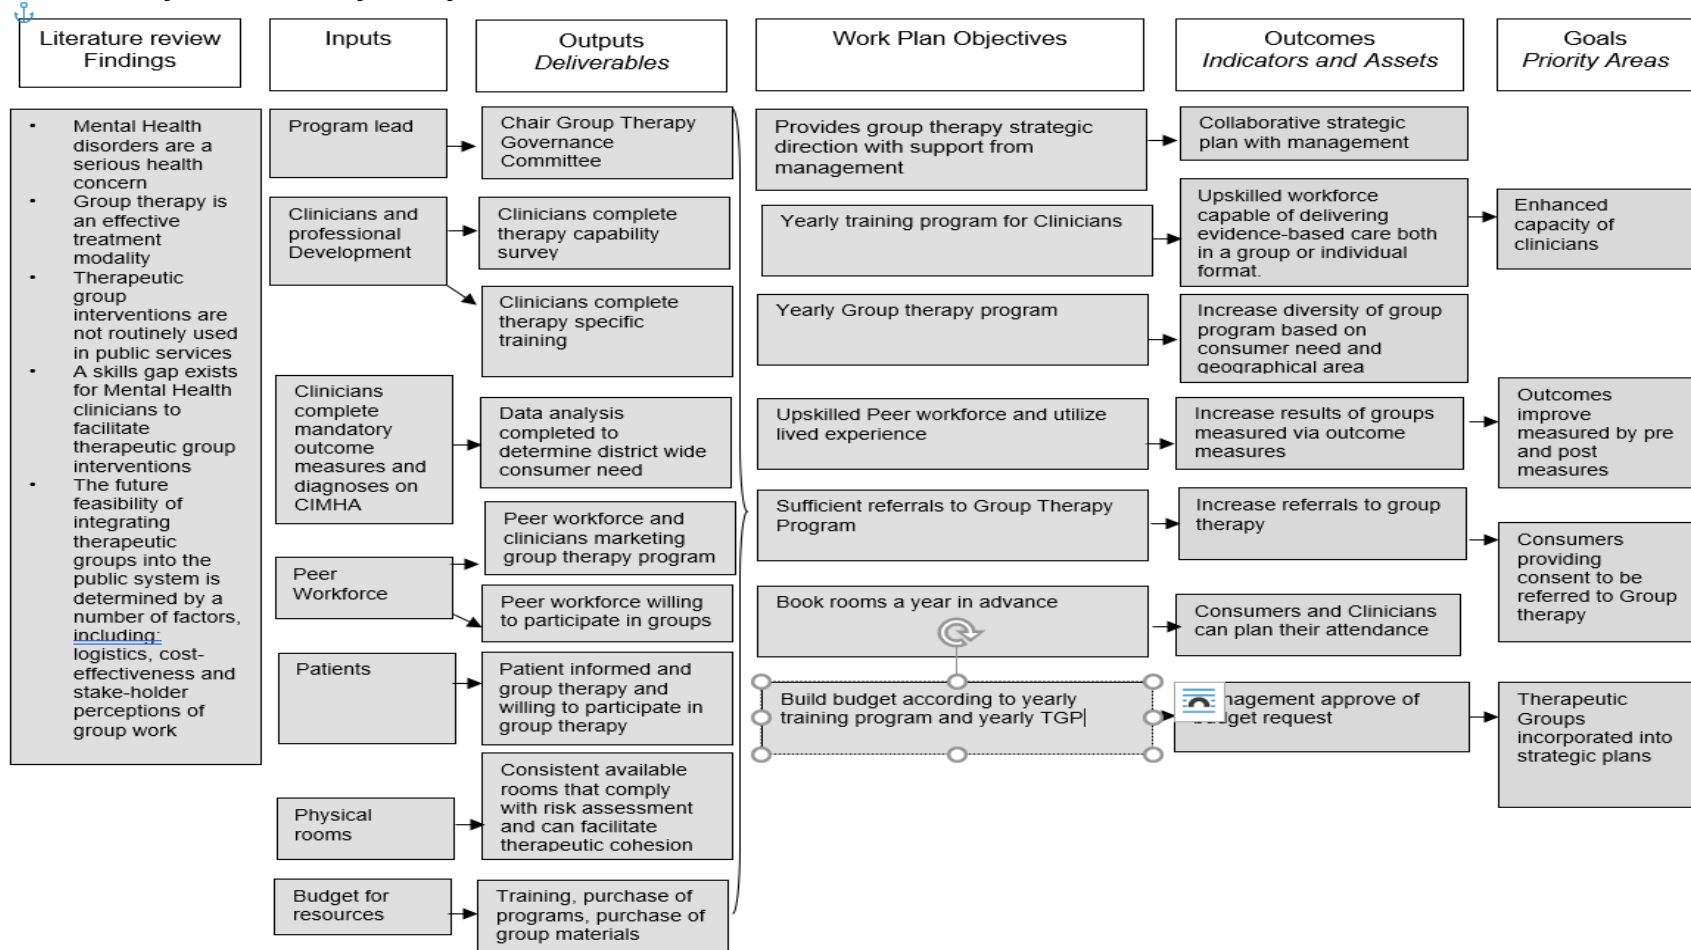 Literature review
Findings
Inputs
Outputs
Deliverables
Work Plan Objectives
Outcomes
Indicators and Assets
Goals
Priority Areas
• Mental Health
disorders are a
serious health
concern
• Group therapy is
an effective
treatment
modality
• Therapeutic
group
interventions are
not routinely used
in public services
• A skills gap exists
for Mental Health
clinicians to
facilitate
therapeutic group
interventions
• The future
feasibility of
integrating
therapeutic
groups into the
public system is
determined by a
number of factors,
including:
logistics, cost-
effectiveness and
stake-holder
perceptions of
group work
Program lead
Clinicians and
professional
Development
Clinicians
complete
mandatory
outcome
measures and
diagnoses on
CIMHA
Peer
Workforce
Patients
Physical
rooms
Budget for
resources
Chair Group Therapy
Governance
Committee
Clinicians complete
therapy capability
survey
Clinicians complete
therapy specific
training
Data analysis
completed to
determine district wide
consumer need
Peer workforce and
clinicians marketing
group therapy program
Peer workforce willing
to participate in groups
Patient informed and
group therapy and
willing to participate in
group therapy
Consistent available
rooms that comply
with risk assessment
and can facilitate
therapeutic cohesion
Training, purchase of
programs, purchase of
group materials
Provides group therapy strategic
direction with support from
management
Yearly training program for Clinicians
Yearly Group therapy program
Upskilled Peer workforce and utilize
lived experience
Sufficient referrals to Group Therapy
Program
Book rooms a year in advance
Build budget according to yearly
training program and yearly TGP
Collaborative strategic
plan with management
Upskilled workforce
capable of delivering
evidence-based care both
in a group or individual
format.
Increase diversity of group
program based on
consumer need and
geographical area
Increase results of groups
measured via outcome
measures
Increase referrals to group
therapy
Consumers and Clinicians
can plan their attendance
nagement approve of
get request
Enhanced
capacity of
clinicians
Outcomes
improve
measured by pre
and post
measures
Consumers
providing
consent to be
referred to Group
therapy
Therapeutic
Groups
incorporated into
strategic plans